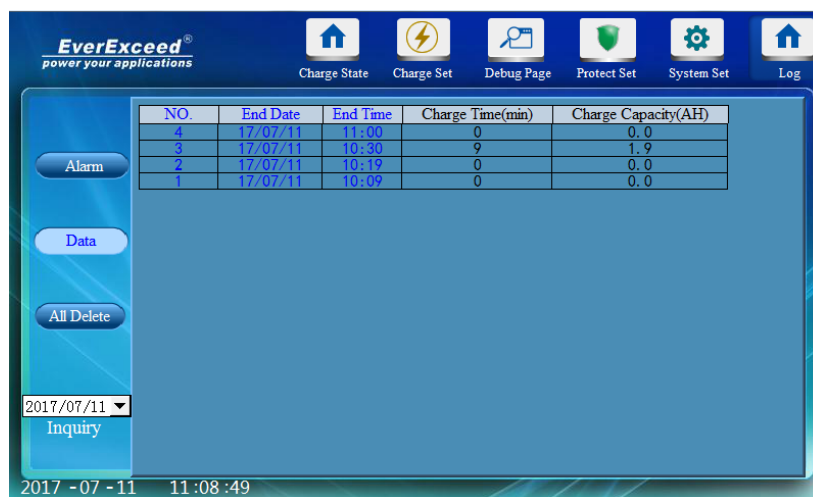 EverExceed®
power your applications
Charge State Charge Set Debug Page Protect Set System Set Log
NO. End Date End Time Charge Time(min) Charge Capacity(AH)
4 17/07/11 11:00 0 0.0
3 17/07/11 10:30 9 1.9
2 17/07/11 10:19 0 0.0
1 17/07/11 10:09 0 0.0
Alarm
Data
All Delete
2017/07/11
Inquiry
2017 -07 -11 11:08 :49